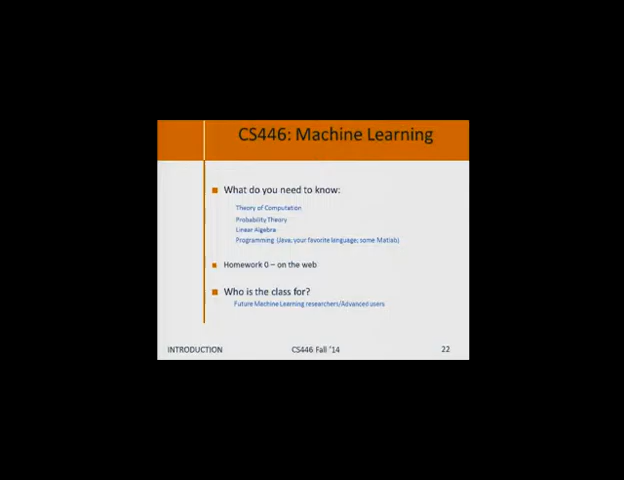 CS446: Machine Learning
What do you need to know:
Theory of Computation
Probability Theory
Linear Algebra
Programming (Java; your favorite language; some Matlab)
Homework 0 – on the web
Who is the class for?
Future Machine Learning researchers/Advanced users
INTRODUCTION CS446 Fall '14 22